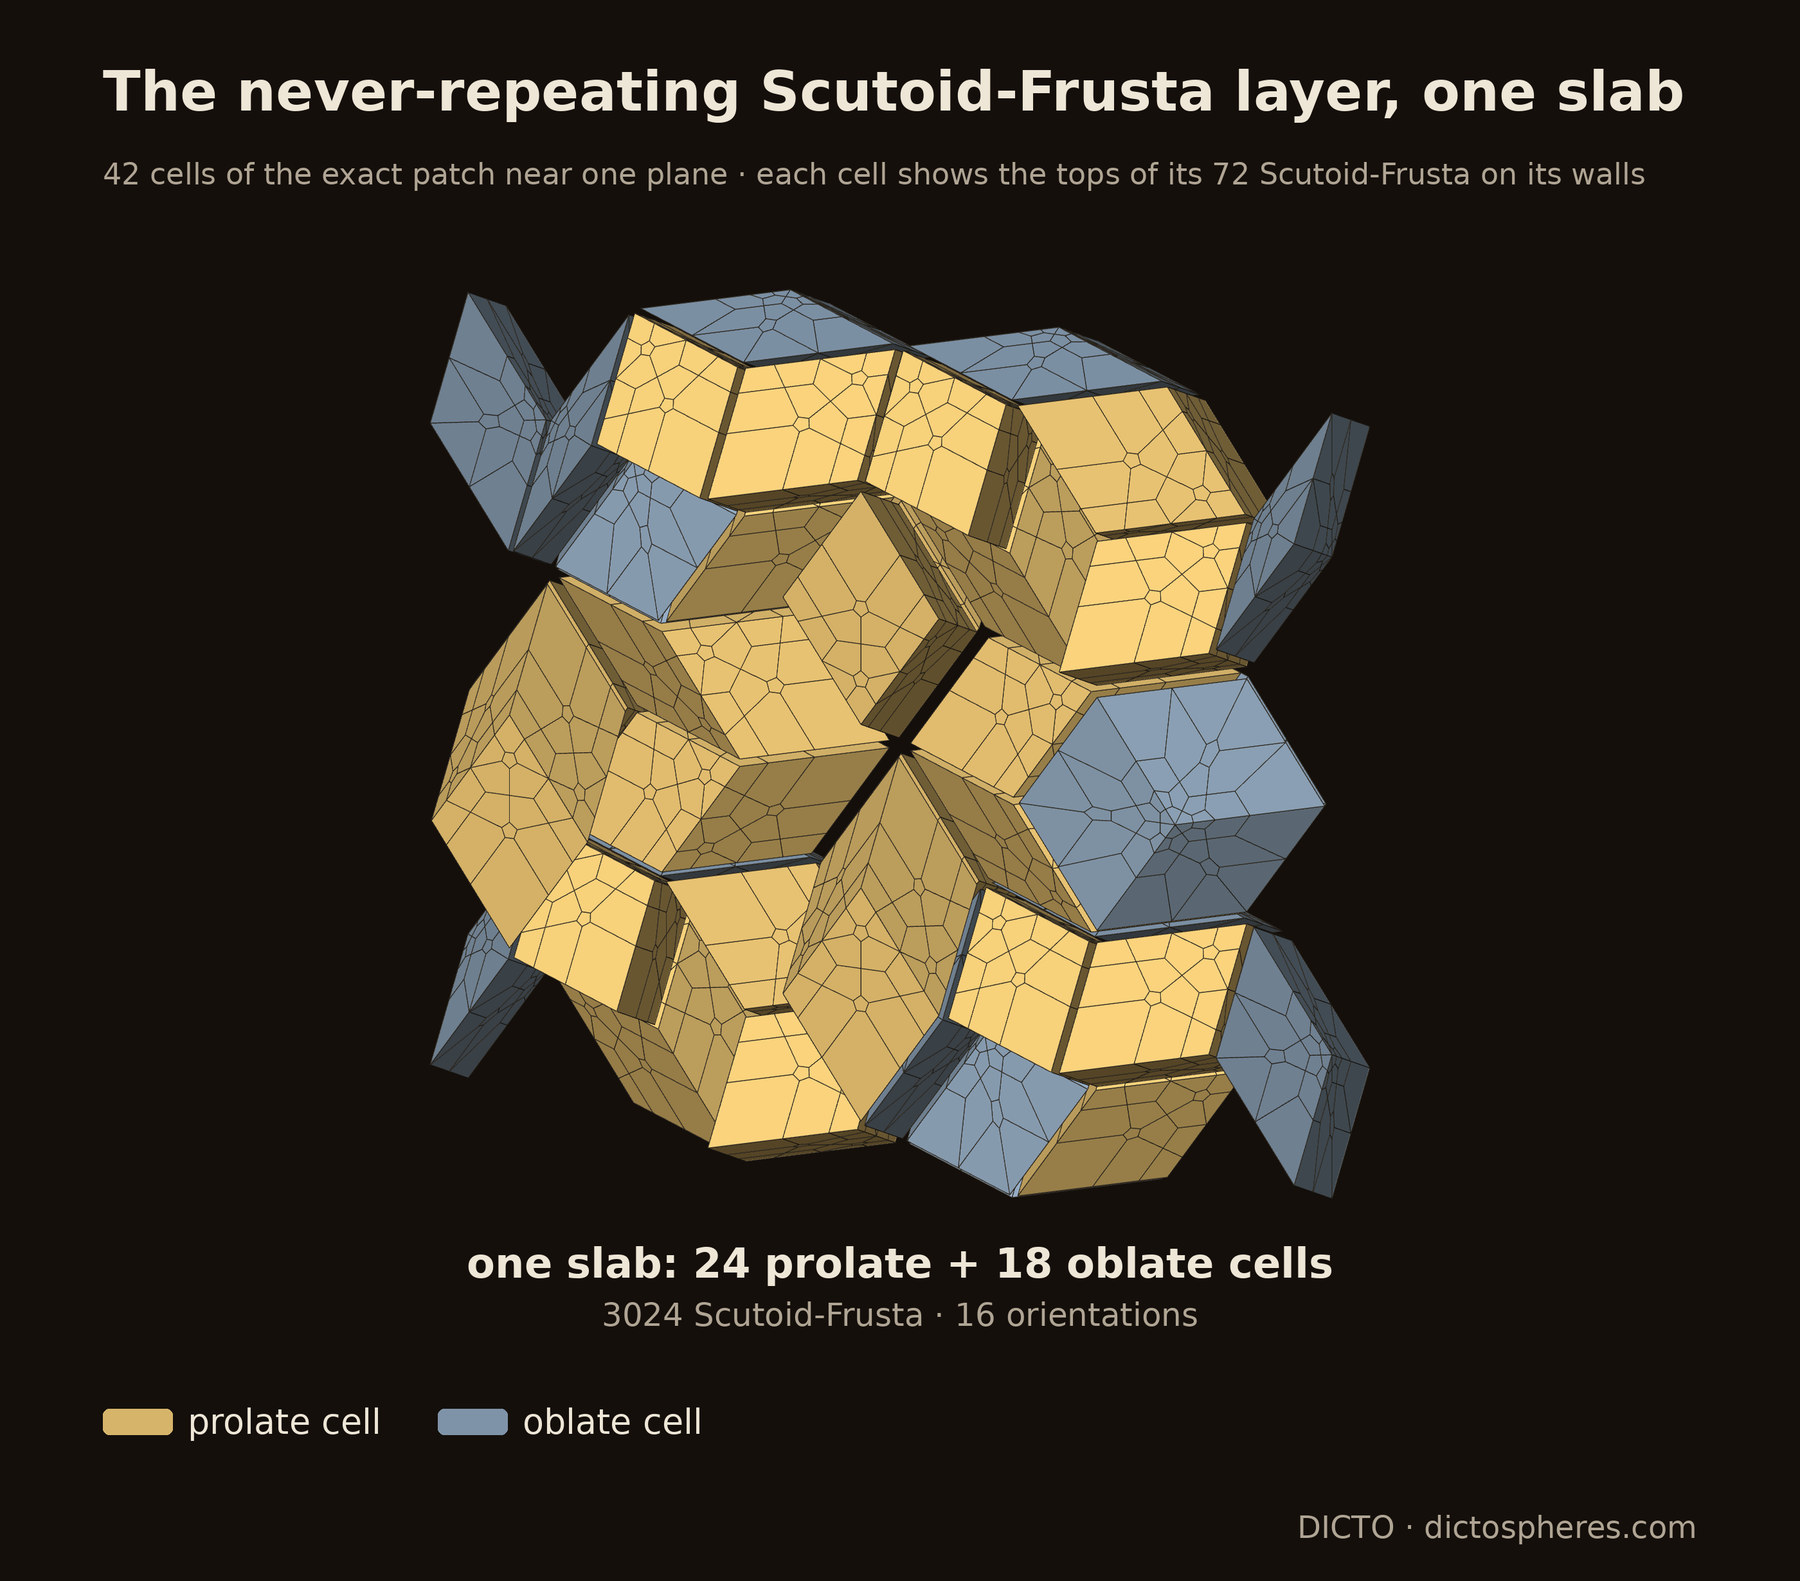 The never-repeating Scutoid-Frusta layer, one slab
42 cells of the exact patch near one plane · each cell shows the tops of its 72 Scutoid-Frusta on its walls
one slab: 24 prolate + 18 oblate cells
3024 Scutoid-Frusta · 16 orientations
prolate cell
oblate cell
DICTO · dictospheres.com